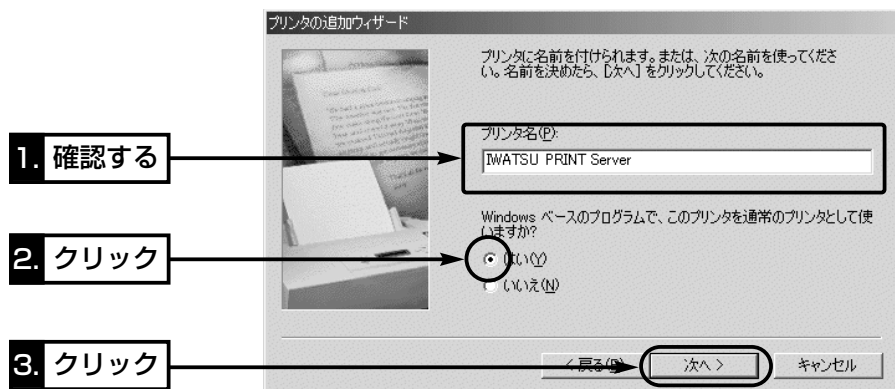 プリンタの追加ウィザード
プリンタに名前を付けられます。または、次の名前を使ってくださ
い。名前を決めたら、[次へ] をクリックしてください。
1. 確認する
プリンタ名(P):
IWATSU PRINT Server
Windows ベースのプログラムで、このプリンタを通常のプリンタとして使
いますか?
2. クリック
はい(Y)
いいえ(N)
3. クリック
< 戻る(B)
次へ >
キャンセル